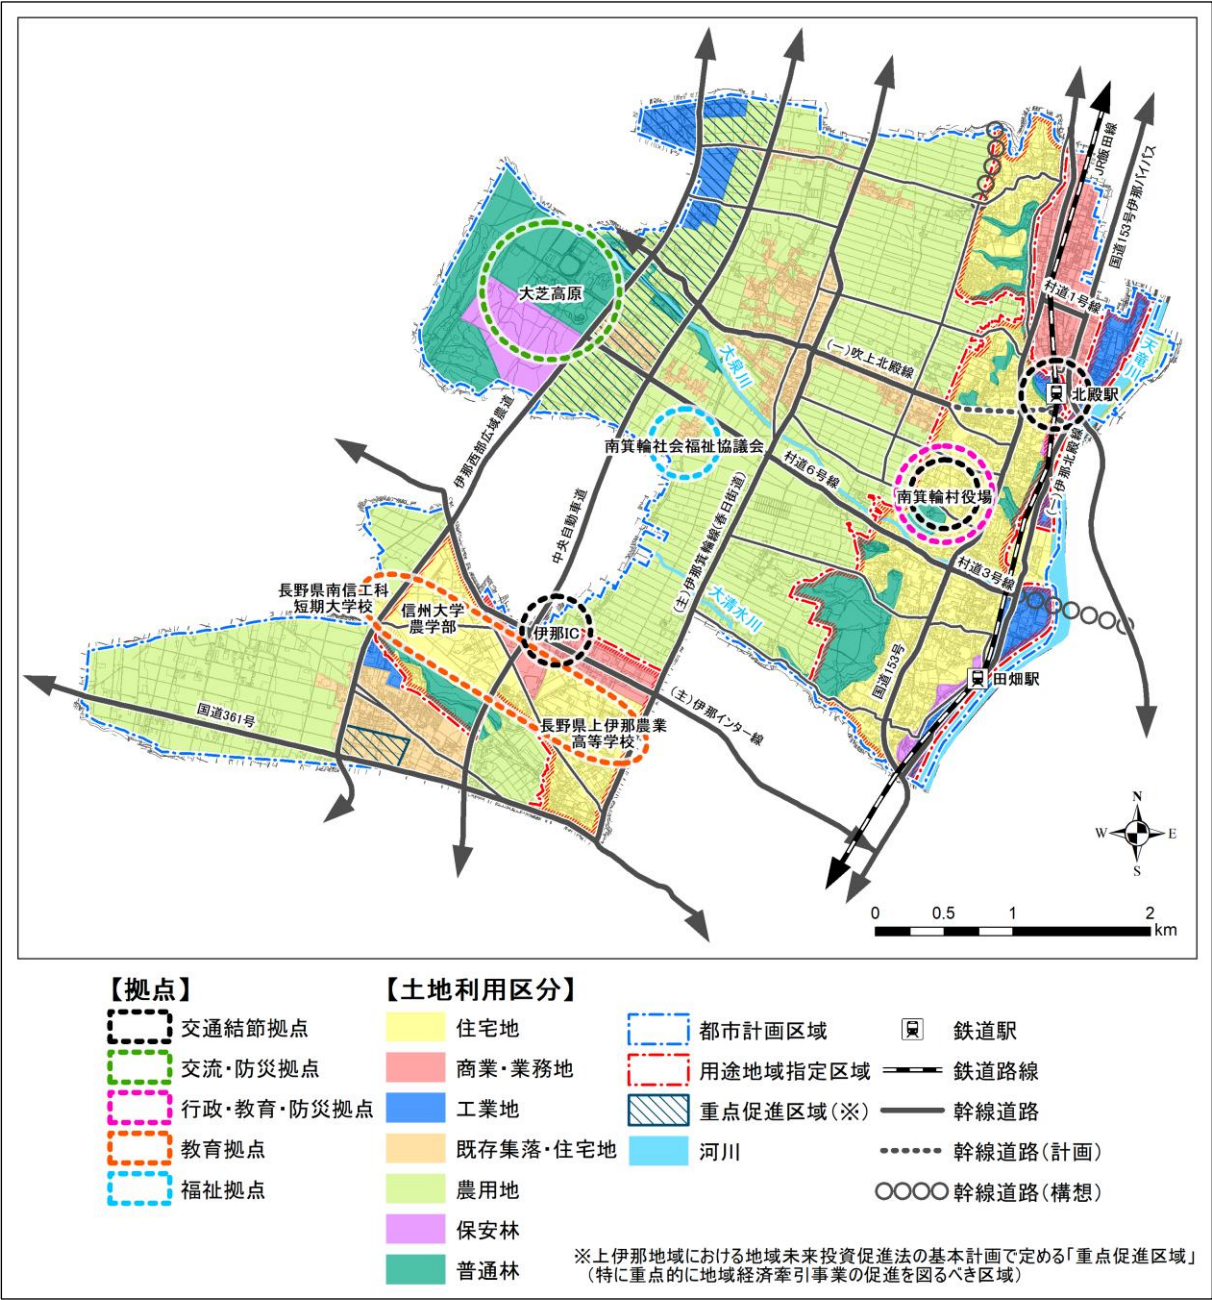 JR飯田線
国道153号伊那バイパス
大芝高原
村道1号線
天竜川
(一)吹上北殿線
大泉川
北殿駅
伊那西部広域農道
南箕輪社会福祉協議会
(一)伊那北殿線
村道6号線
南箕輪村役場
中央自動車道
(主)伊那箕輪線(春日街道)
村道3号線
長野県南信工科
短期大学校
信州大学
農学部
大清水川
伊那IC
国道153号
田畑駅
(主)伊那インター線
国道361号
長野県上伊那農業
高等学校
N
W
E
S
0 0.5 1 2
km
【拠点】
交通結節拠点
交流・防災拠点
行政・教育・防災拠点
教育拠点
福祉拠点
【土地利用区分】
住宅地
商業・業務地
工業地
既存集落・住宅地
農用地
保安林
普通林
都市計画区域
用途地域指定区域
重点促進区域(※)
河川
鉄道駅
鉄道路線
幹線道路
幹線道路(計画)
幹線道路(構想)
※上伊那地域における地域未来投資促進法の基本計画で定める「重点促進区域」
(特に重点的に地域経済牽引事業の促進を図るべき区域)